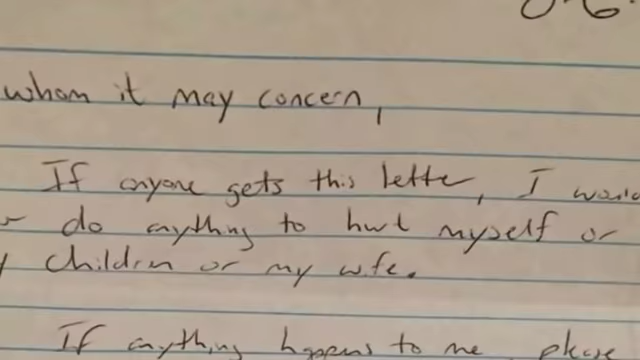 whom it may concern,
If anyone gets this letter, I would
do anything to hurt myself or
children or my wife.
If anything happens to me please